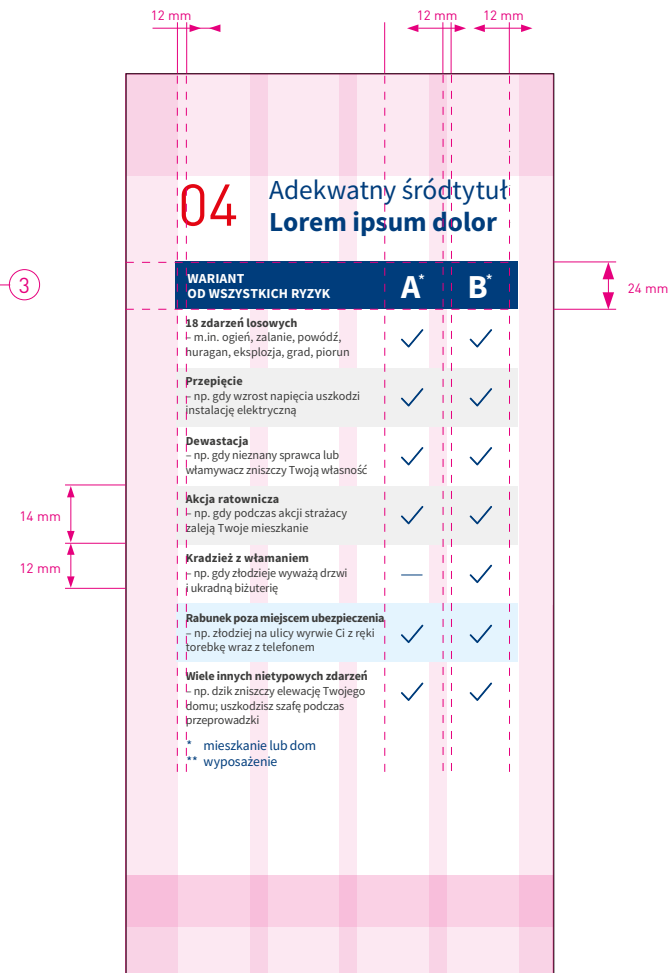 12 mm
12 mm
12 mm
04
Adekwatny śródtytuł
Lorem ipsum dolor
3
WARIANT
OD WSZYSTKICH RYZYK
A*
B*
24 mm
18 zdarzeń losowych
– m.in. ogień, zalanie, powódź,
huragan, eksplozja, grad, piorun
Przepięcie
– np. gdy wzrost napięcia uszkodzi
instalację elektryczną
Dewastacja
– np. gdy nieznany sprawca lub
włamywacz zniszczy Twoją własność
Akcja ratownicza
– np. gdy podczas akcji strażacy
zaleją Twoje mieszkanie
14 mm
Kradzież z włamaniem
– np. gdy złodzieje wyważą drzwi
i ukradną biżuterię
—
12 mm
Rabunek poza miejscem ubezpieczenia
– np. złodziej na ulicy wyrwie Ci z ręki
torebkę wraz z telefonem
Wiele innych nietypowych zdarzeń
– np. dzik zniszczy elewację Twojego
domu; uszkodzisz szafę podczas
przeprowadzki
* mieszkanie lub dom
** wyposażenie